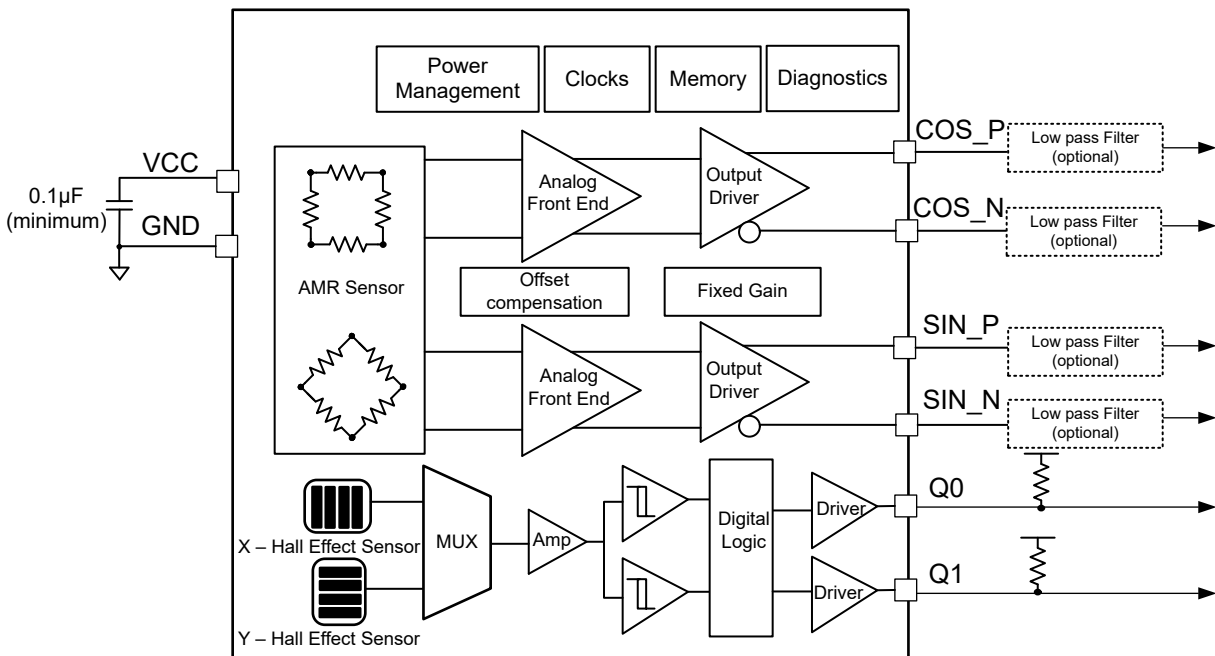 Power
Management
Clocks
Memory
Diagnostics
VCC
0.1µF
(minimum)
GND
AMR Sensor
Analog
Front End
Output
Driver
COS_P
Low pass Filter
(optional)
COS_N
Low pass Filter
(optional)
Offset
compensation
Fixed Gain
Analog
Front End
Output
Driver
SIN_P
Low pass Filter
(optional)
SIN_N
Low pass Filter
(optional)
X – Hall Effect Sensor
Y – Hall Effect Sensor
MUX
Amp
Digital
Logic
Driver
Driver
Q0
Q1